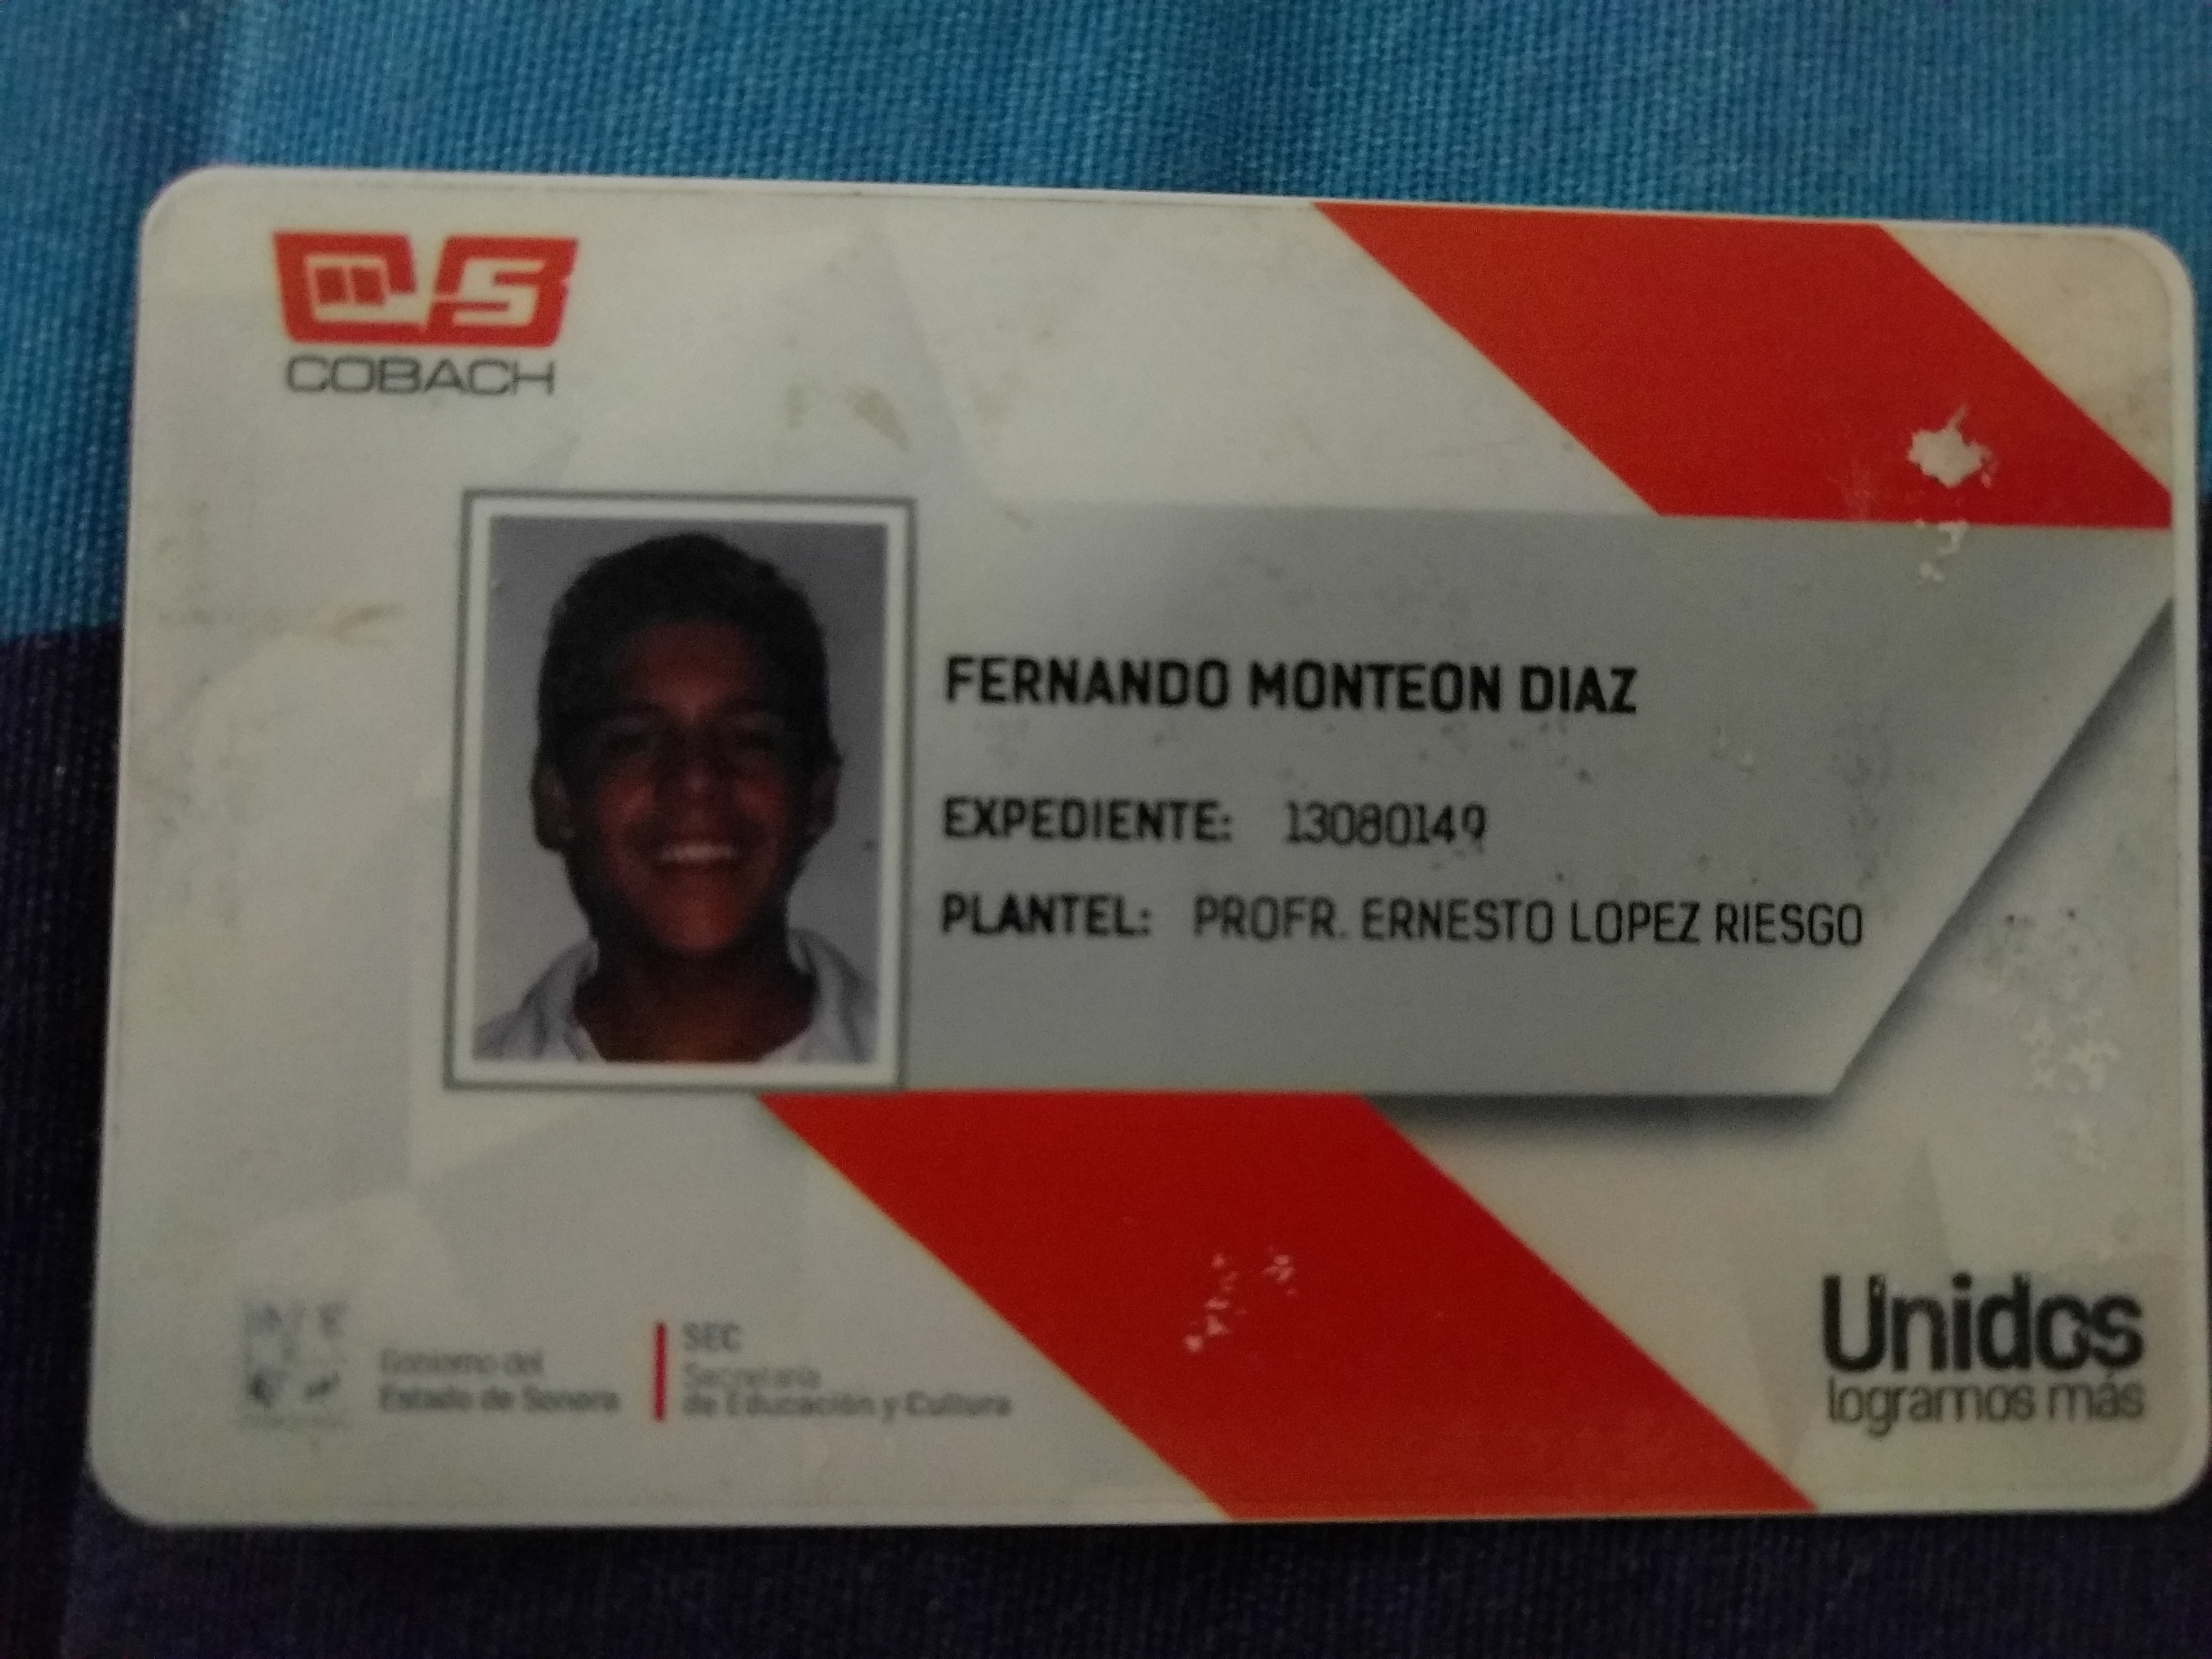 COBACH
FERNANDO MONTEON DIAZ
EXPEDIENTE: 13080149
PLANTEL: PROFR. ERNESTO LOPEZ RIESGO
Gobierno del
Estado de Sonora
SEC
Secretaría
de Educación y Cultura
Unidos
logramos más